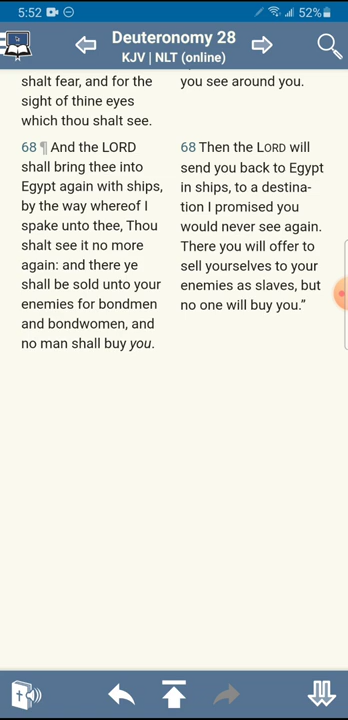 5:52 52%
Deuteronomy 28
KJV | NLT (online)
shalt fear, and for the
sight of thine eyes
which thou shalt see.
68 ¶ And the LORD
shall bring thee into
Egypt again with ships,
by the way whereof I
spake unto thee, Thou
shalt see it no more
again: and there ye
shall be sold unto your
enemies for bondmen
and bondwomen, and
no man shall buy you.
you see around you.
68 Then the LORD will
send you back to Egypt
in ships, to a destina-
tion I promised you
would never see again.
There you will offer to
sell yourselves to your
enemies as slaves, but
no one will buy you.”